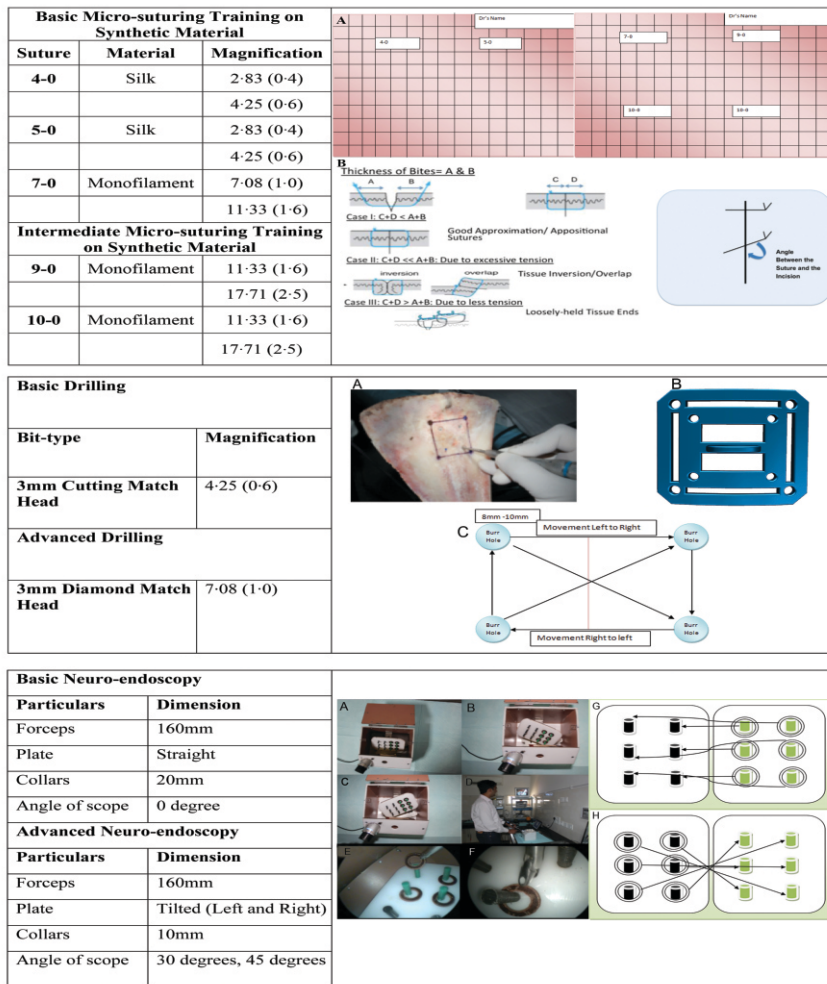 Basic Micro-suturing Training on
Synthetic Material
Suture Material Magnification
4-0 Silk 2·83 (0·4)
4·25 (0·6)
5-0 Silk 2·83 (0·4)
4·25 (0·6)
7-0 Monofilament 7·08 (1·0)
11·33 (1·6)
Intermediate Micro-suturing Training
on Synthetic Material
9-0 Monofilament 11·33 (1·6)
17·71 (2·5)
10-0 Monofilament 11·33 (1·6)
17·71 (2·5)
A
Dr's Name
4-0
5-0
Dr's Name
7-0
9-0
10-0
10-0
B
Thickness of Bites= A & B
A B
C D
Case I: C+D < A+B
Good Approximation/ Appositional
Sutures
Case II: C+D << A+B: Due to excessive tension
inversion overlap
Tissue Inversion/Overlap
Case III: C+D > A+B: Due to less tension
Loosely-held Tissue Ends
Angle
Between the
Suture and the
Incision
Basic Drilling
Bit-type Magnification
3mm Cutting Match
Head
4·25 (0·6)
Advanced Drilling
3mm Diamond Match
Head
7·08 (1·0)
A
B
C
8mm -10mm
Movement Left to Right
Burr
Hole
Burr
Hole
Burr
Hole
Burr
Hole
Movement Right to left
Basic Neuro-endoscopy
Particulars Dimension
Forceps 160mm
Plate Straight
Collars 20mm
Angle of scope 0 degree
Advanced Neuro-endoscopy
Particulars Dimension
Forceps 160mm
Plate Tilted (Left and Right)
Collars 10mm
Angle of scope 30 degrees, 45 degrees
A
B
C
D
E
F
G
H